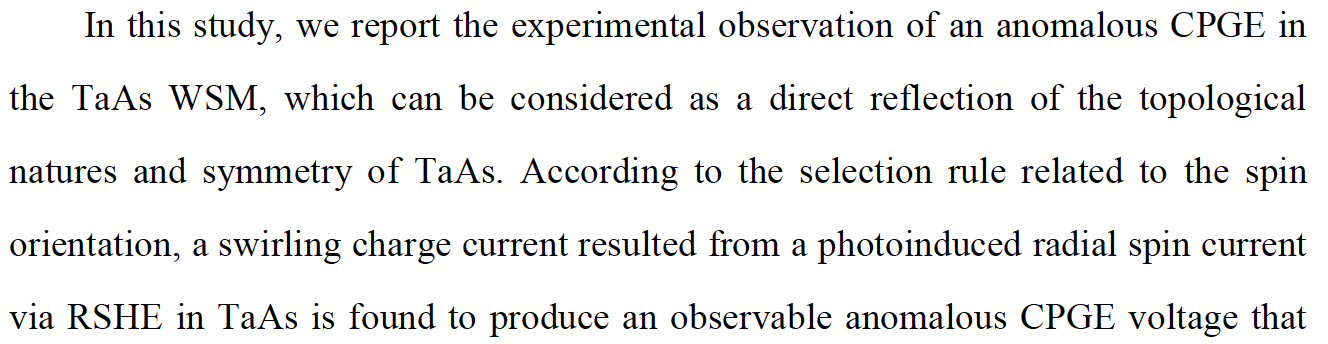 In this study, we report the experimental observation of an anomalous CPGE in
the TaAs WSM, which can be considered as a direct reflection of the topological
natures and symmetry of TaAs. According to the selection rule related to the spin
orientation, a swirling charge current resulted from a photoinduced radial spin current
via RSHE in TaAs is found to produce an observable anomalous CPGE voltage that